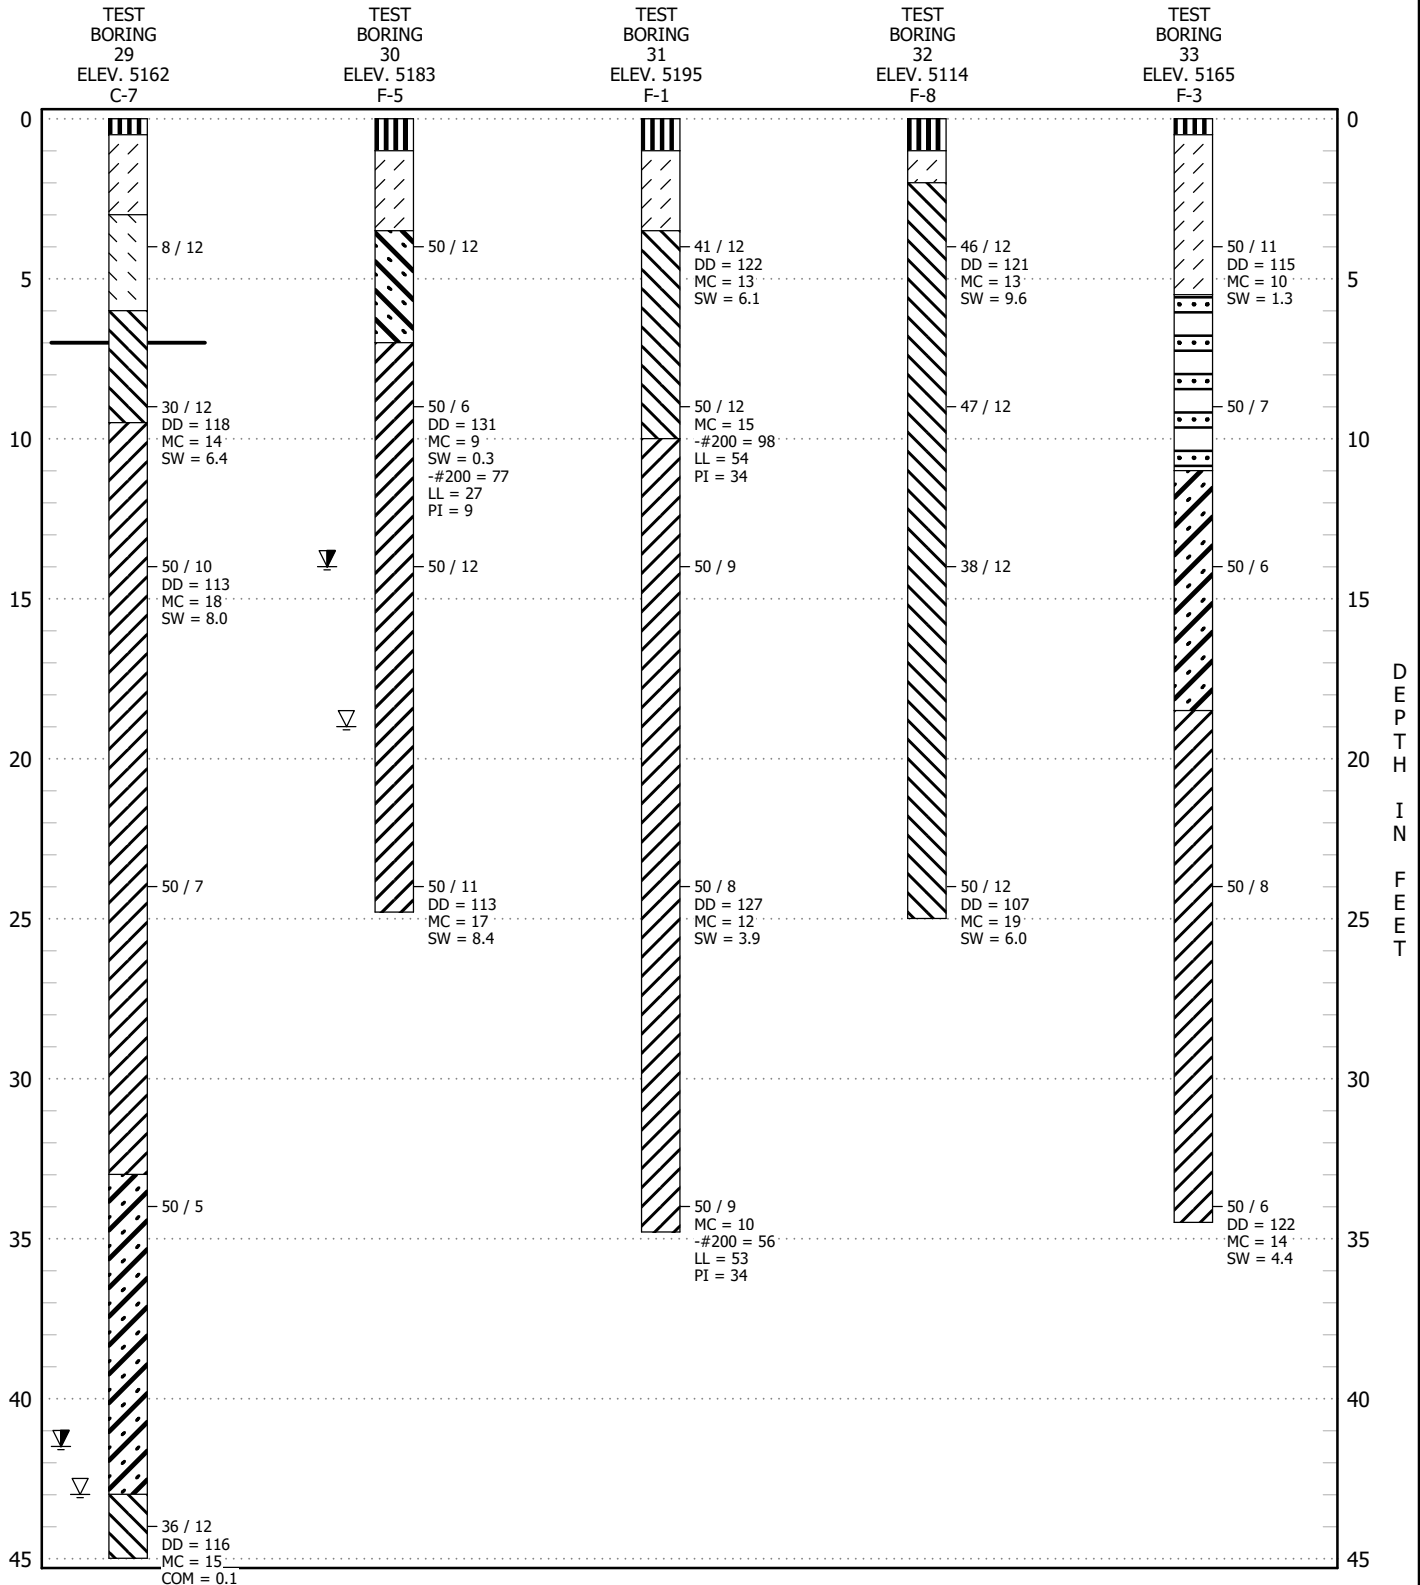 TEST
BORING
29
ELEV. 5162
C-7
TEST
BORING
30
ELEV. 5183
F-5
TEST
BORING
31
ELEV. 5195
F-1
TEST
BORING
32
ELEV. 5114
F-8
TEST
BORING
33
ELEV. 5165
F-3
0
5
10
15
20
25
30
35
40
45
8 / 12
30 / 12
DD = 118
MC = 14
SW = 6.4
50 / 10
DD = 113
MC = 18
SW = 8.0
50 / 7
50 / 5
36 / 12
DD = 116
MC = 15
COM = 0.1
50 / 12
50 / 6
DD = 131
MC = 9
SW = 0.3
-#200 = 77
LL = 27
PI = 9
50 / 12
50 / 11
DD = 113
MC = 17
SW = 8.4
41 / 12
DD = 122
MC = 13
SW = 6.1
50 / 12
MC = 15
-#200 = 98
LL = 54
PI = 34
50 / 9
50 / 8
DD = 127
MC = 12
SW = 3.9
50 / 9
MC = 10
-#200 = 56
LL = 53
PI = 34
46 / 12
DD = 121
MC = 13
SW = 9.6
47 / 12
38 / 12
50 / 12
DD = 107
MC = 19
SW = 6.0
50 / 11
DD = 115
MC = 10
SW = 1.3
50 / 7
50 / 6
50 / 8
50 / 6
DD = 122
MC = 14
SW = 4.4
0
5
10
15
20
25
30
35
40
45
DEPTH IN FEET